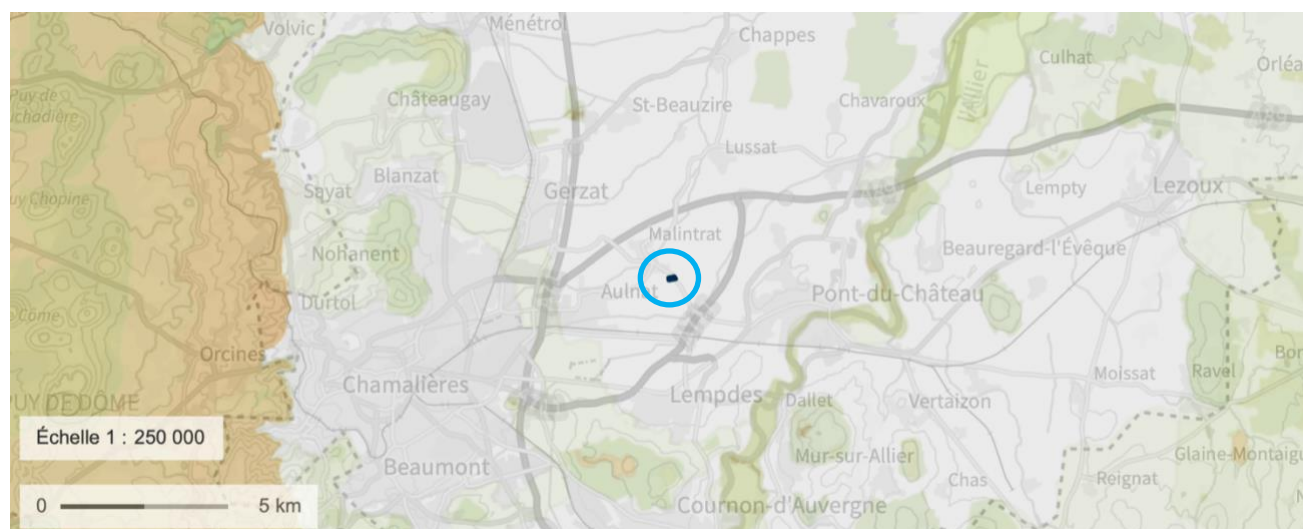 Volvic
Ménétrol
Chappes
Culhat
Orléa
Puy de
Châteaugay
St-Beauzire
Chavaroux
L'Allier
Lussat
Blanzat
Sayat
Gerzat
Lempty
Lezoux
Puy Chopine
Malintrat
Nohanent
Beauregard-l'Évêque
Aulnat
Pont-du-Château
Durtol
Côme
Orcines
Bor
Chamalières
Moissat
Ravel
Lempdes
Dallet
Vertaizon
PUY DE DÔME
Échelle 1 : 250 000
Beaumont
Mur-sur-Allier
Glaine-Montaigu
Chas
Reignat
0 5 km
Cournon-d'Auvergne